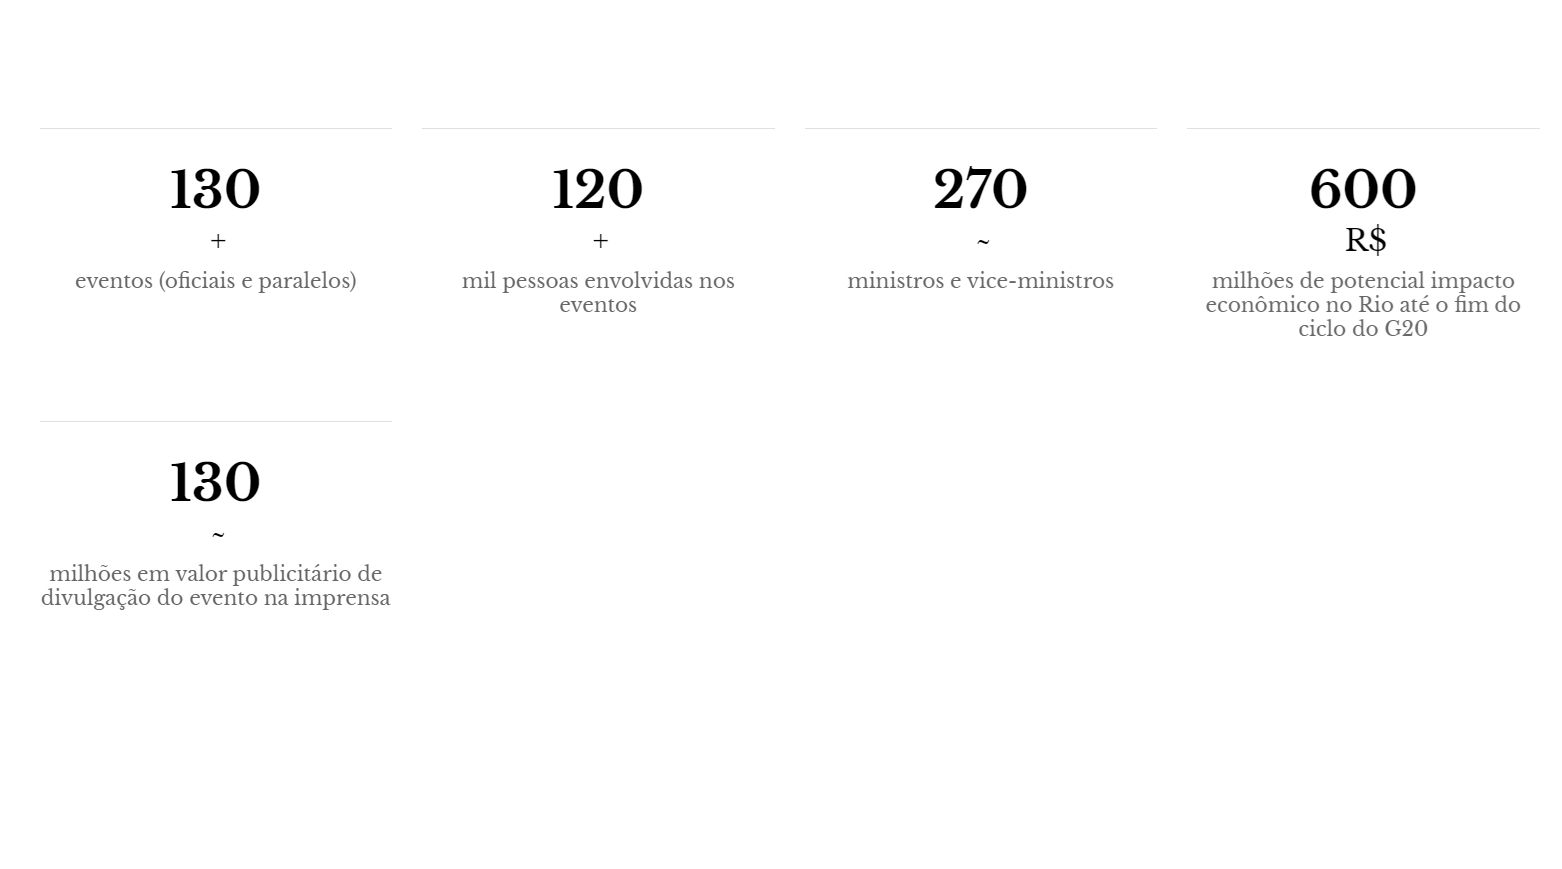 130
+
eventos (oficiais e paralelos)
120
+
mil pessoas envolvidas nos
eventos
270
~
ministros e vice-ministros
600
R$
milhões de potencial impacto
econômico no Rio até o fim do
ciclo do G20
130
~
milhões em valor publicitário de
divulgação do evento na imprensa